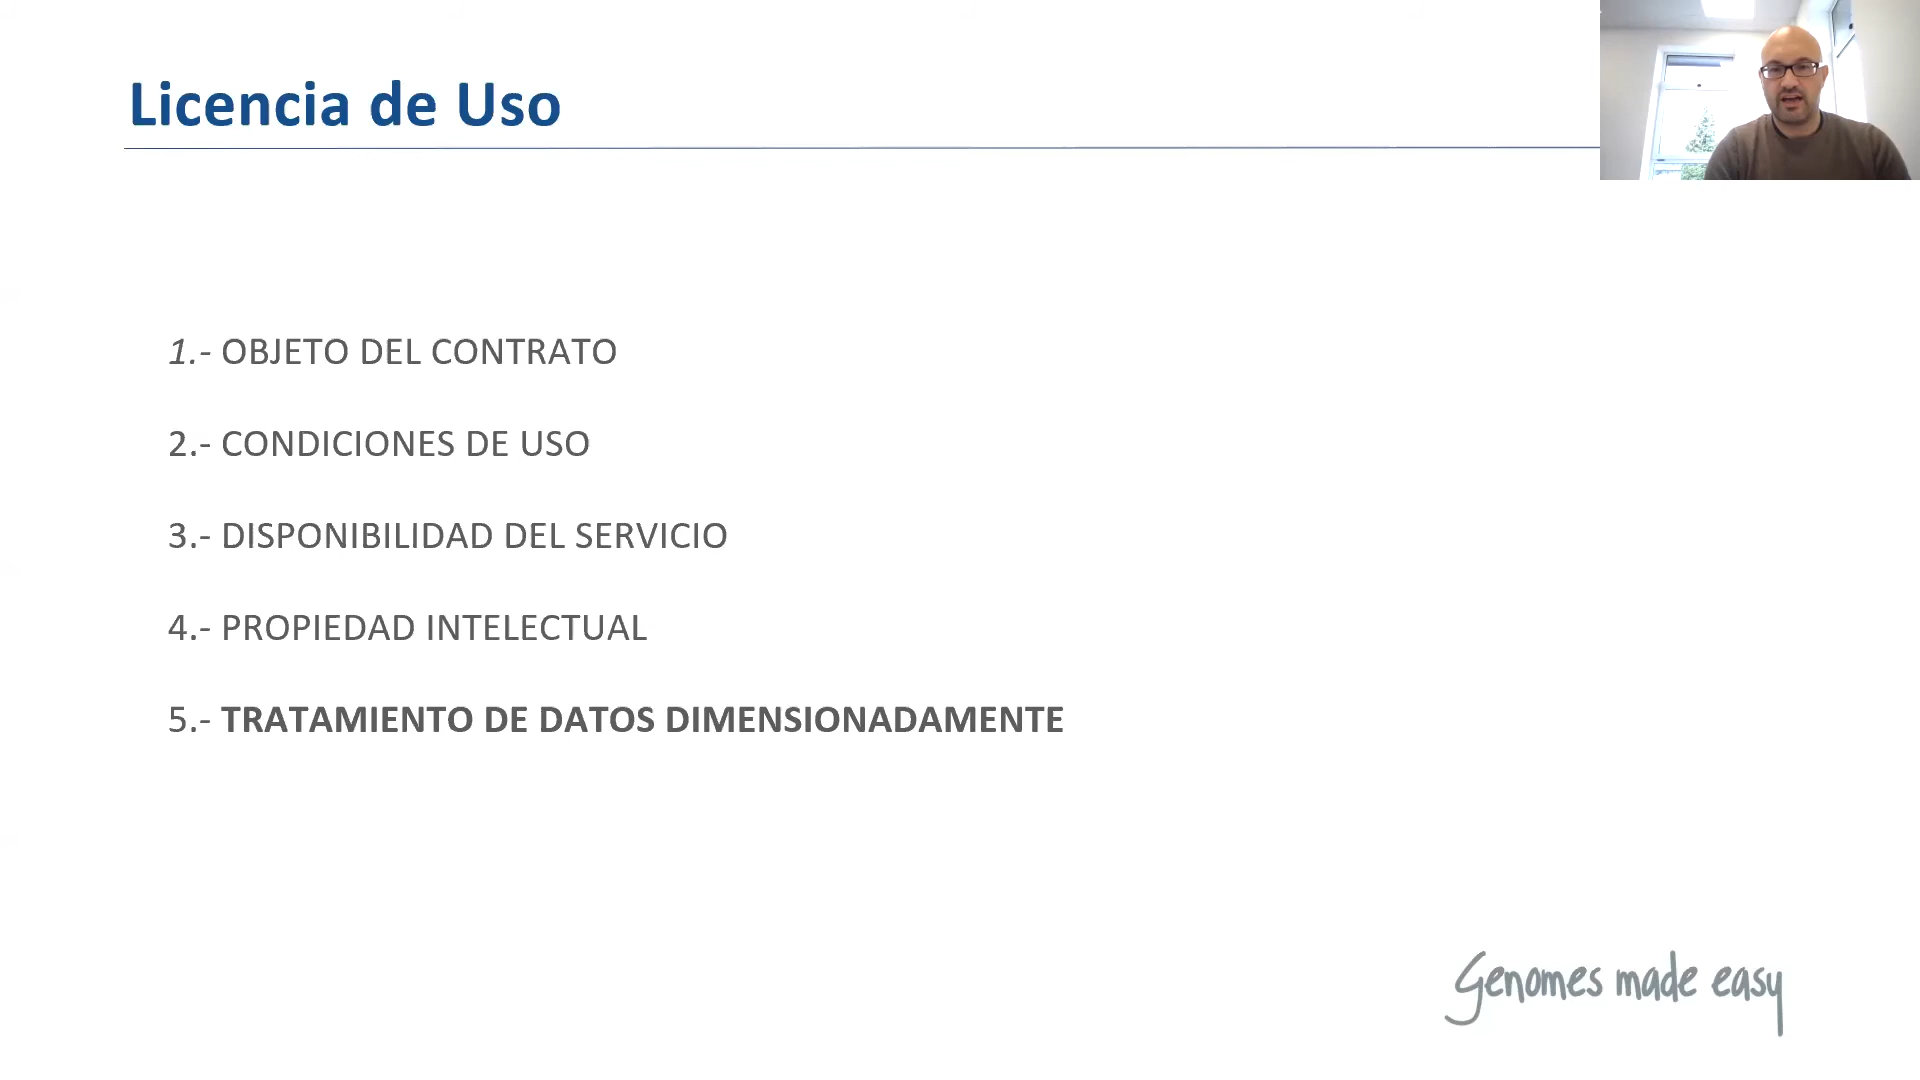 Licencia de Uso
1.- OBJETO DEL CONTRATO
2.- CONDICIONES DE USO
3.- DISPONIBILIDAD DEL SERVICIO
4.- PROPIEDAD INTELECTUAL
5.- TRATAMIENTO DE DATOS DIMENSIONADAMENTE
Genomes made easy